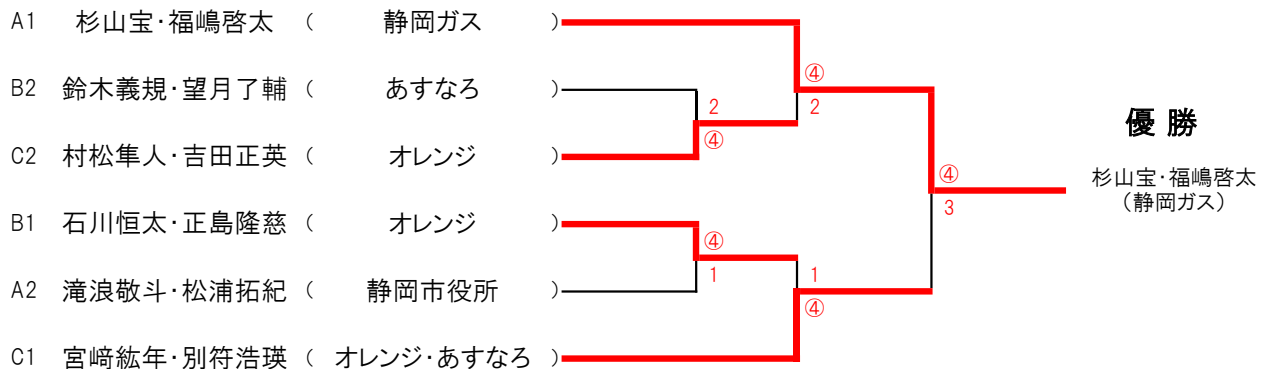 A1 杉山宝・福嶋啓太 ( 静岡ガス )
④
B2 鈴木義規・望月了輔 ( あすなろ )
2 2
優 勝
④
C2 村松隼人・吉田正英 ( オレンジ )
④
杉山宝・福嶋啓太
(静岡ガス)
3
B1 石川恒太・正島隆慈 ( オレンジ )
④
1 1
A2 滝浪敬斗・松浦拓紀 ( 静岡市役所 )
④
C1 宮﨑紘年・別符浩瑛 ( オレンジ・あすなろ )